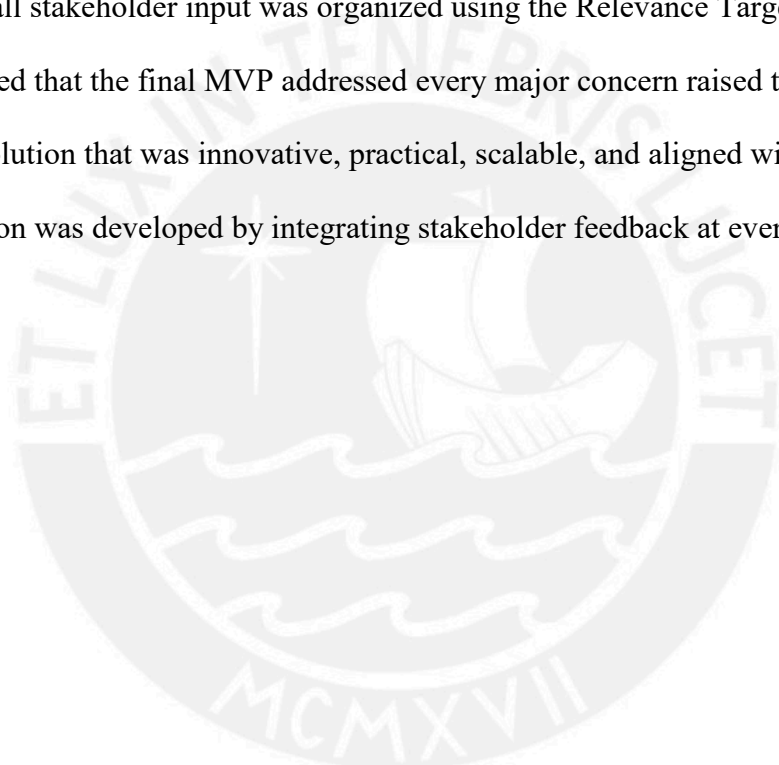 all stakeholder input was organized using the Relevance Targ
ed that the final MVP addressed every major concern raised t
lution that was innovative, practical, scalable, and aligned wi
on was developed by integrating stakeholder feedback at ever
ET LUX IN TENEBRIS LUCET
MCMXVII